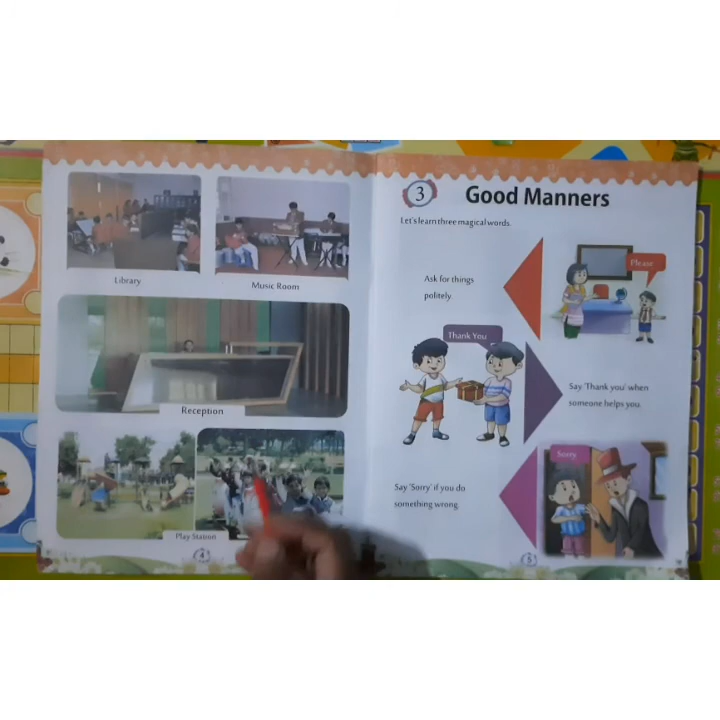 Library
Music Room
Reception
Play Station
4
3
Good Manners
Let's learn three magical words.
Ask for things
politely.
Please
Thank You
Say 'Thank you' when
someone helps you.
Sorry
Say 'Sorry' if you do
something wrong.
5